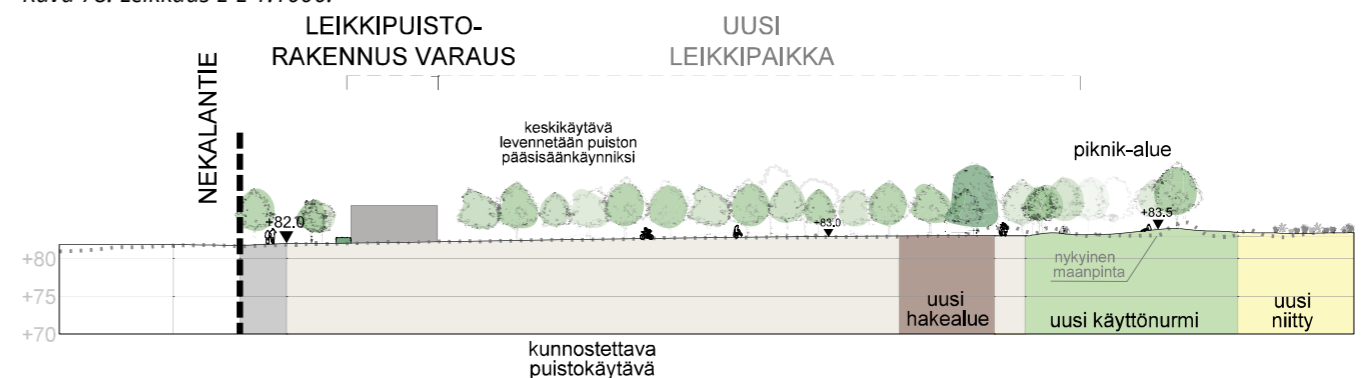 LEIKKIPUISTO-
RAKENNUS VARAUS
UUSI
LEIKKIPAIKKA
NEKALANTIE
keskikäytävä
levennetään puiston
pääsisäänkäynniksi
piknik-alue
+82.0
+83.0
+83.5
nykyinen
maanpinta
+80
+75
+70
uusi
hakealue
uusi käyttönurmi
uusi
niitty
kunnostettava
puistokäytävä